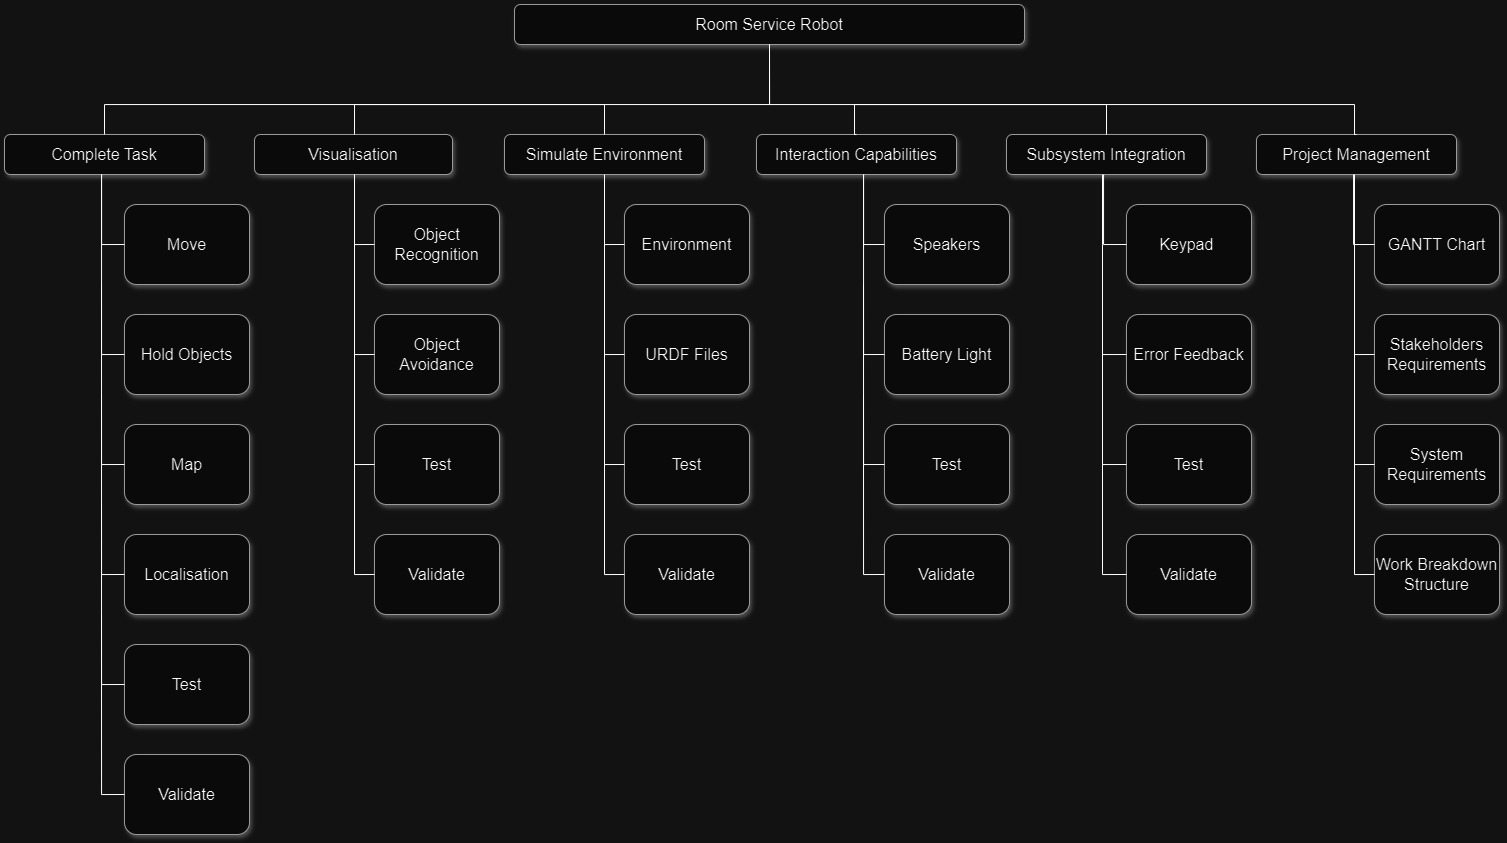 Room Service Robot
Complete Task
Move
Hold Objects
Map
Localisation
Test
Validate
Visualisation
Object
Recognition
Object
Avoidance
Test
Validate
Simulate Environment
Environment
URDF Files
Test
Validate
Interaction Capabilities
Speakers
Battery Light
Test
Validate
Subsystem Integration
Keypad
Error Feedback
Test
Validate
Project Management
GANTT Chart
Stakeholders
Requirements
System
Requirements
Work Breakdown
Structure